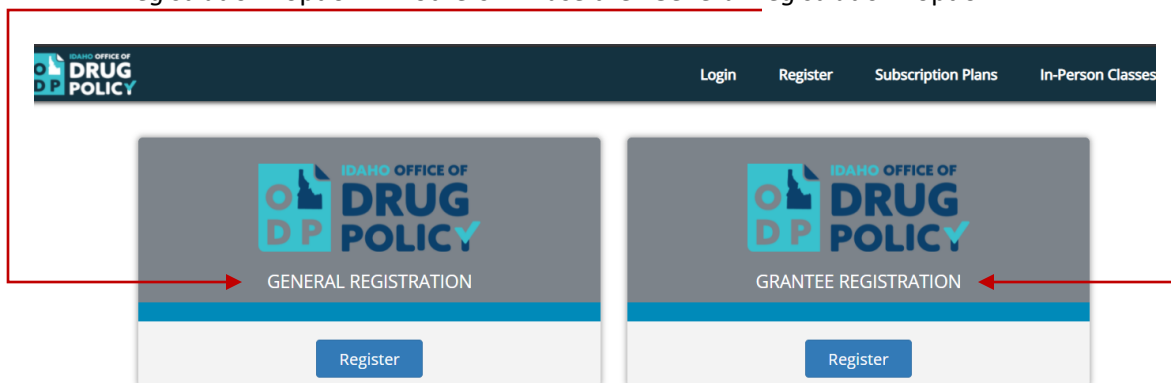 IDAHO OFFICE OF
DRUG
POLICY
Login Register Subscription Plans In-Person Classes
IDAHO OFFICE OF
O DRUG
D P POLICY
GENERAL REGISTRATION
Register
IDAHO OFFICE OF
O DRUG
D P POLICY
GRANTEE REGISTRATION
Register